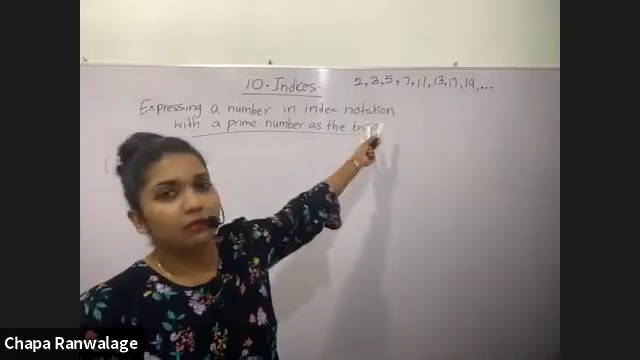 10. Indices
2, 3, 5, 7, 11, 13, 17, 19, ...
Expressing a number in index notation
with a prime number as the
Chapa Ranwalage